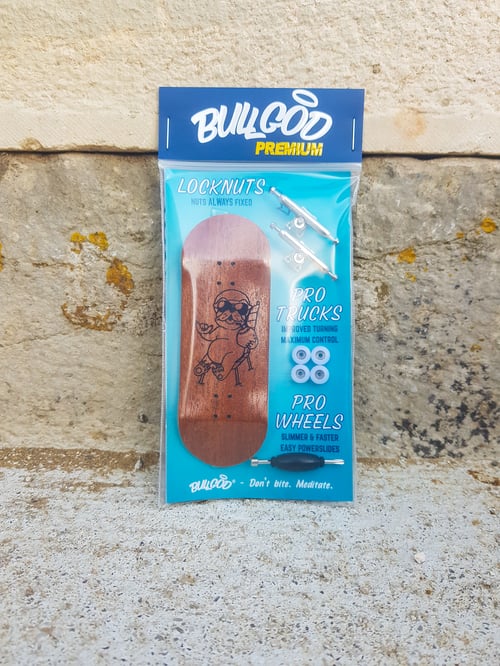 BULLGOD
PREMIUM
LOCKNUTS
NUTS ALWAYS FIXED
PRO
TRUCKS
IMPROVED TURNING
MAXIMUM CONTROL
PRO
WHEELS
SLIMMER & FASTER
EASY POWERSLIDES
BULLGOD® - Don't bite. Meditate.